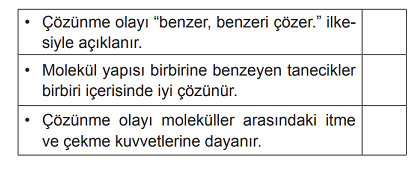 • Çözünme olayı “benzer, benzeri çözer.” ilke-
siyle açıklanır.
• Molekül yapısı birbirine benzeyen tanecikler
birbiri içerisinde iyi çözünür.
• Çözünme olayı moleküller arasındaki itme
ve çekme kuvvetlerine dayanır.